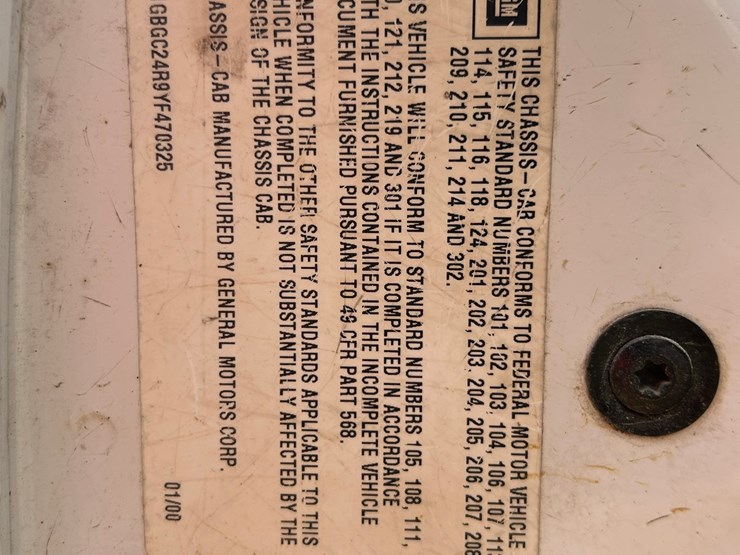 GM
THIS CHASSIS-CAB CONFORMS TO FEDERAL MOTOR VEHICLE
SAFETY STANDARD NUMBERS 101, 102, 103, 104, 106, 107, 11
114, 115, 116, 118, 124, 201, 202, 203, 204, 205, 206, 207, 208
209, 210, 211, 214 AND 302.
S VEHICLE WILL CONFORM TO STANDARD NUMBERS 105, 108, 111,
0, 121, 212, 219 AND 301 IF IT IS COMPLETED IN ACCORDANCE
TH THE INSTRUCTIONS CONTAINED IN THE INCOMPLETE VEHICLE
CUMENT FURNISHED PURSUANT TO 49 CFR PART 568.
NFORMITY TO THE OTHER SAFETY STANDARDS APPLICABLE TO THIS
HICLE WHEN COMPLETED IS NOT SUBSTANTIALLY AFFECTED BY THE
SIGN OF THE CHASSIS CAB.
ASSIS-CAB MANUFACTURED BY GENERAL MOTORS CORP.
GBGC24R9YF470325 01/00